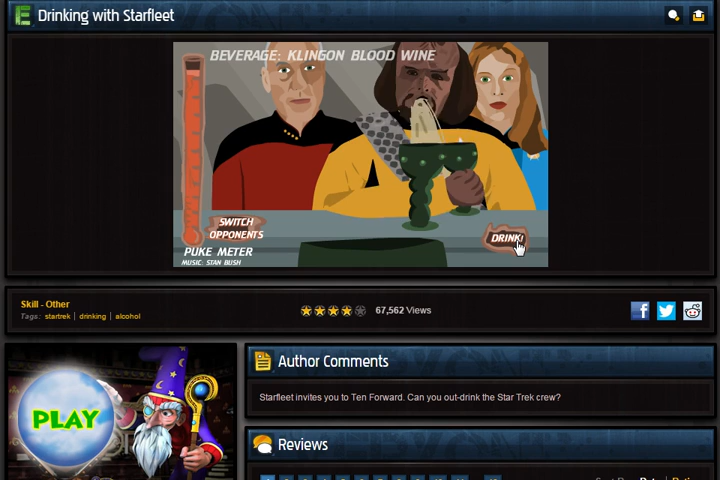 Drinking with Starfleet
BEVERAGE: KLINGON BLOOD WINE
SWITCH
OPPONENTS
DRINK!
PUKE METER
MUSIC: STAN BUSH
Skill - Other
67,562 Views
Tags: startrek | drinking | alcohol
Author Comments
Starfleet invites you to Ten Forward. Can you out-drink the Star Trek crew?
PLAY
Reviews